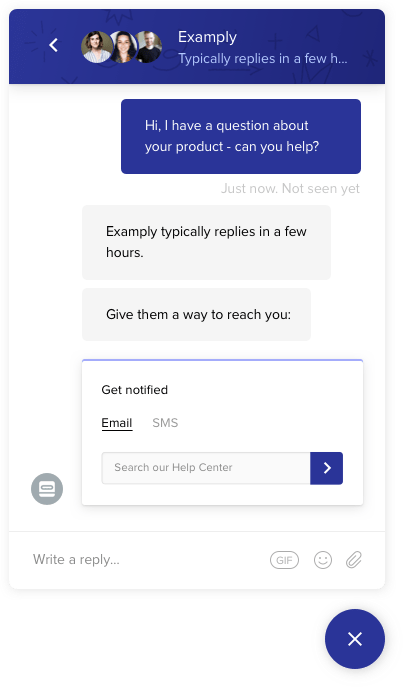 Examply
Typically replies in a few h...
Hi, I have a question about
your product - can you help?
Just now. Not seen yet
Examply typically replies in a few
hours.
Give them a way to reach you:
Get notified
Email SMS
Search our Help Center
Write a reply...
GIF